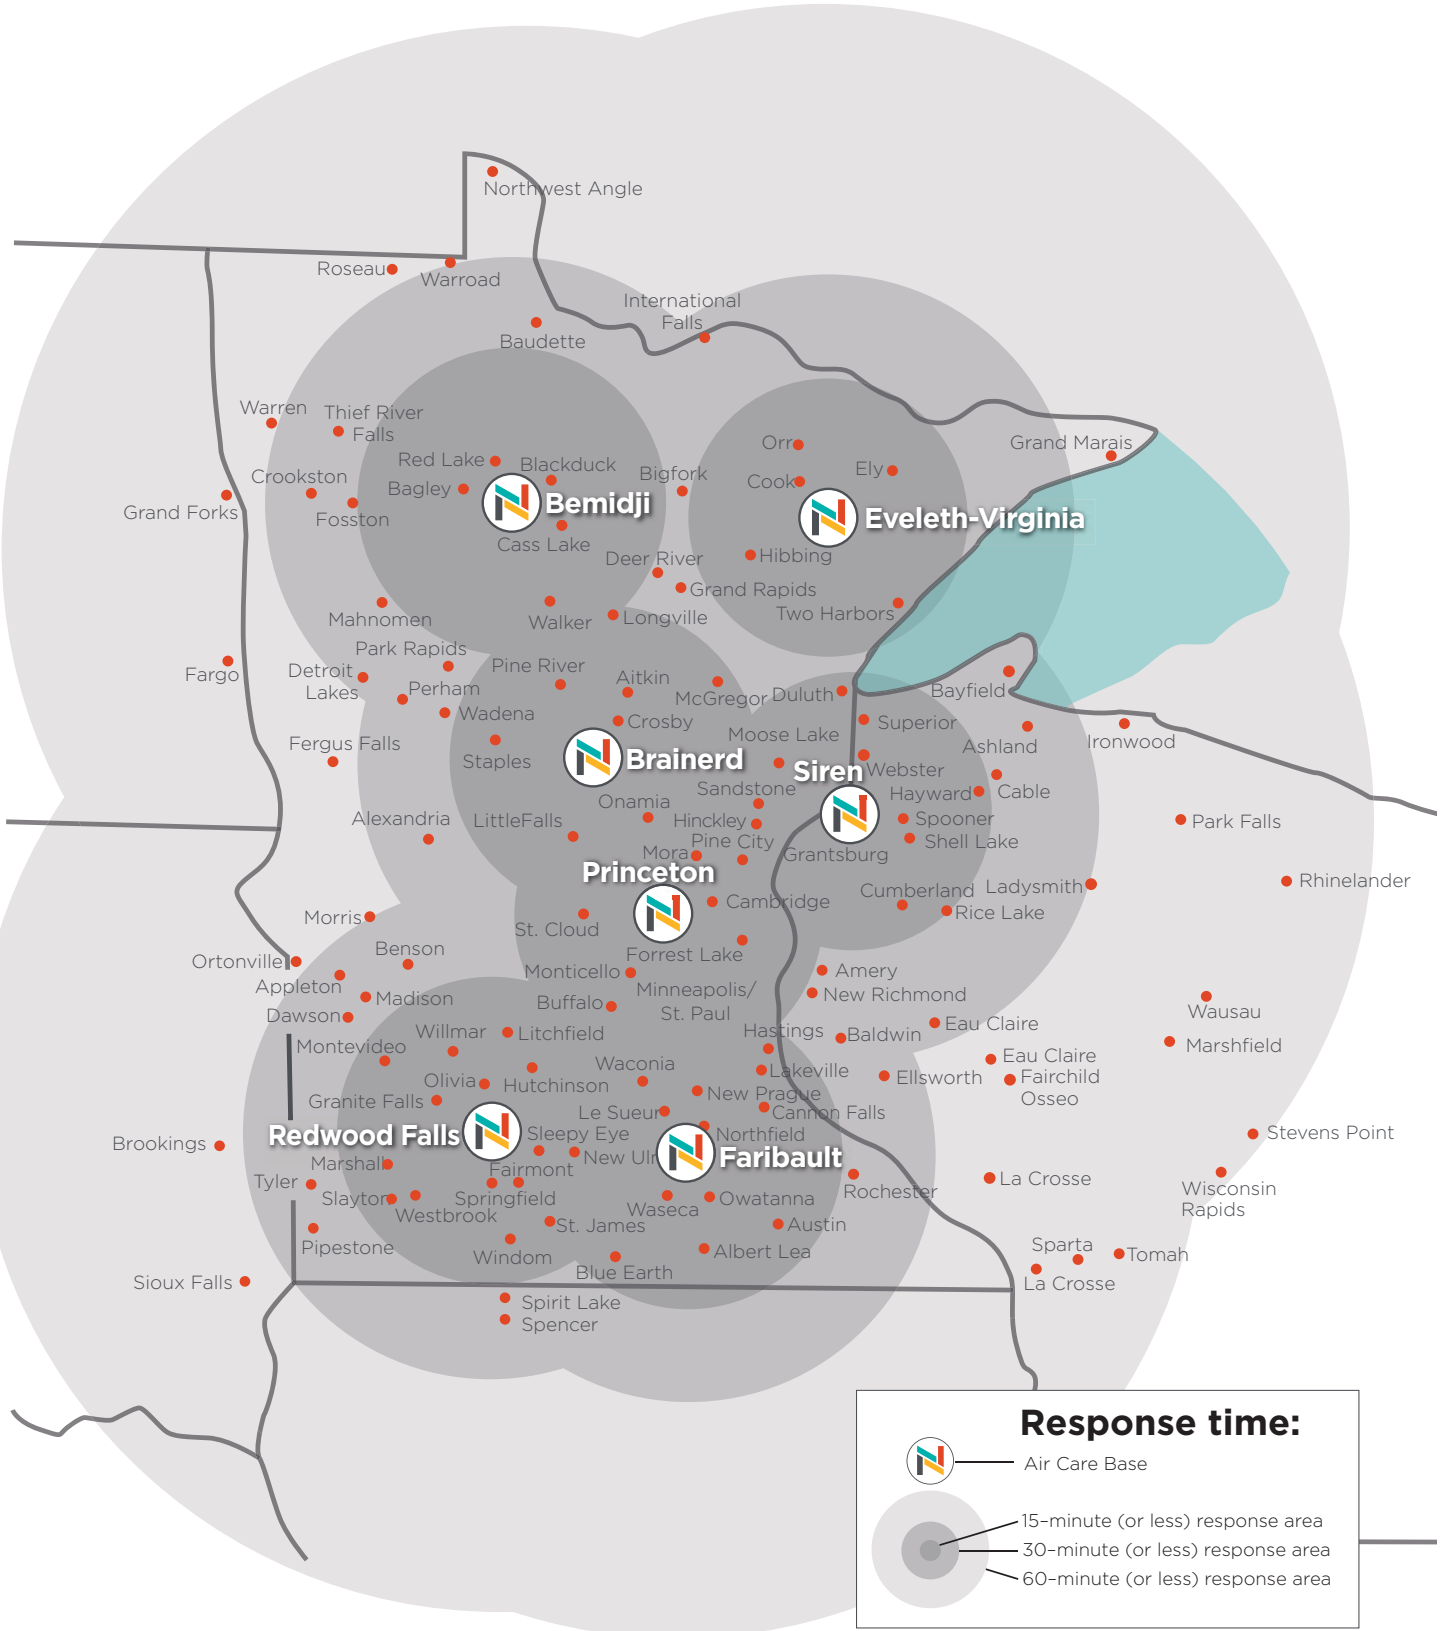 Northwest Angle
Roseau
Warroad
International
Falls
Baudette
Warren
Thief River
Falls
Grand Marais
Orr
Red Lake
Blackduck
Bigfork
Ely
Crookston
Bagley
Cook
Bemidji
Grand Forks
Fosston
Eveleth-Virginia
Cass Lake
Deer River
Hibbing
Grand Rapids
Mahnomen
Walker
Longville
Two Harbors
Park Rapids
Pine River
Fargo
Detroit
Lakes
Perham
Aitkin
McGregor
Duluth
Bayfield
Wadena
Crosby
Superior
Moose Lake
Fergus Falls
Staples
Brainerd
Ashland
Ironwood
Siren
Webster
Sandstone
Hayward
Cable
Onamia
Alexandria
LittleFalls
Hinckley
Spooner
Park Falls
Pine City
Shell Lake
Mora
Grantsburg
Princeton
Rhinelander
Cumberland
Ladysmith
Cambridge
Rice Lake
Morris
St. Cloud
Benson
Forrest Lake
Ortonville
Monticello
Amery
Appleton
Minneapolis/
St. Paul
Madison
Buffalo
New Richmond
Wausau
Dawson
Willmar
Litchfield
Hastings
Baldwin
Eau Claire
Montevideo
Marshfield
Waconia
Eau Claire
Lakeville
Ellsworth
Fairchild
Osseo
Olivia
Hutchinson
New Prague
Granite Falls
Le Sueur
Cannon Falls
Redwood Falls
Sleepy Eye
Northfield
Stevens Point
Brookings
New Ulm
Faribault
Marshall
Fairmont
Tyler
La Crosse
Rochester
Wisconsin
Rapids
Slayton
Springfield
Owatanna
Westbrook
Waseca
St. James
Austin
Pipestone
Windom
Albert Lea
Sparta
Tomah
Blue Earth
Sioux Falls
La Crosse
Spirit Lake
Spencer
Response time:
Air Care Base
15–minute (or less) response area
30–minute (or less) response area
60–minute (or less) response area